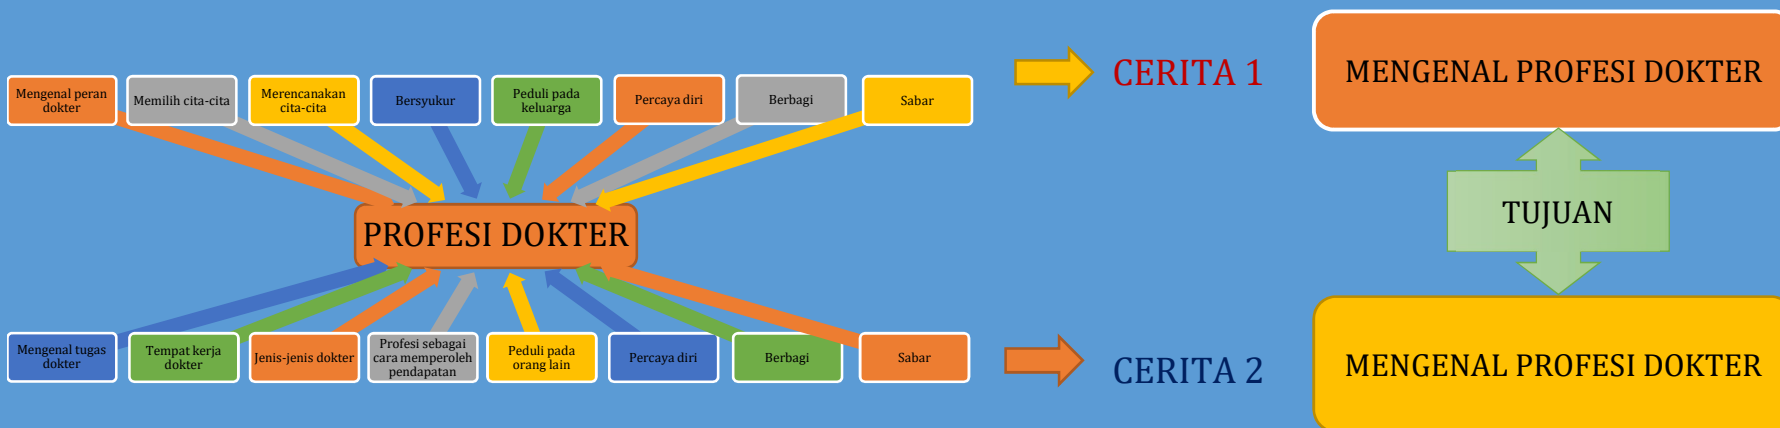 Mengenal peran
dokter
Memilih cita-cita
Merencanakan
cita-cita
Bersyukur
Peduli pada
keluarga
Percaya diri
Berbagi
Sabar
CERITA 1
MENGENAL PROFESI DOKTER
PROFESI DOKTER
TUJUAN
Mengenal tugas
dokter
Tempat kerja
dokter
Jenis-jenis dokter
Profesi sebagai
cara memperoleh
pendapatan
Peduli pada
orang lain
Percaya diri
Berbagi
Sabar
CERITA 2
MENGENAL PROFESI DOKTER